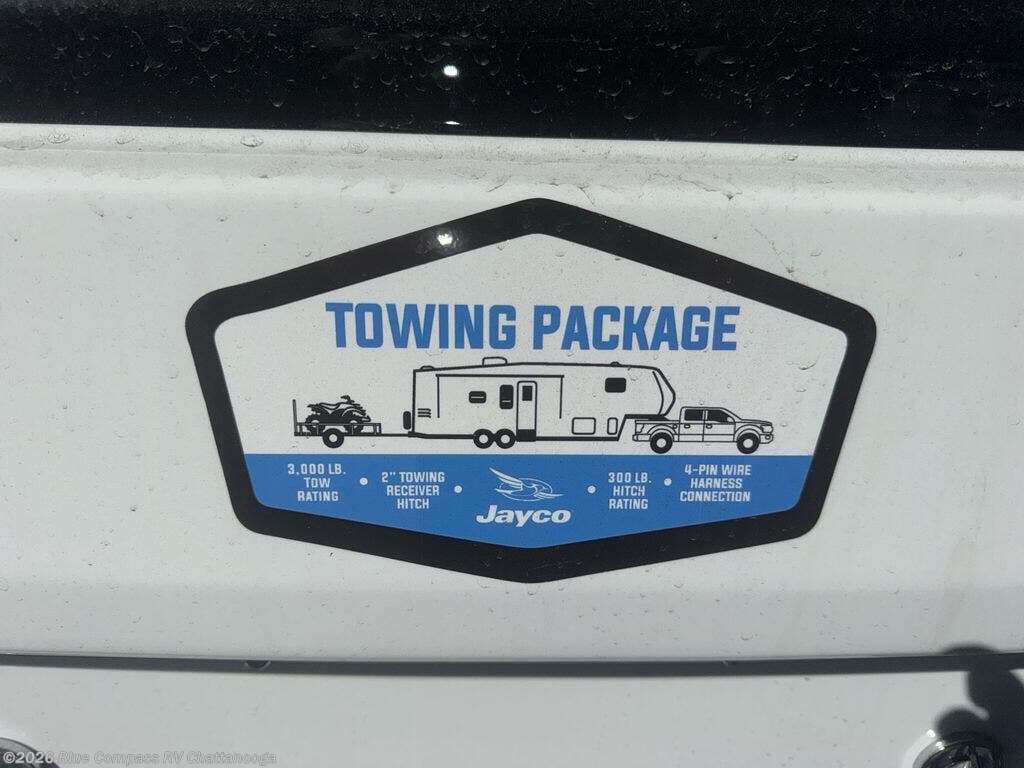 TOWING PACKAGE
3,000 LB.
TOW
RATING
2" TOWING
RECEIVER
HITCH
Jayco
300 LB.
HITCH
RATING
4-PIN WIRE
HARNESS
CONNECTION
©2026 Blue Compass RV Chattanooga